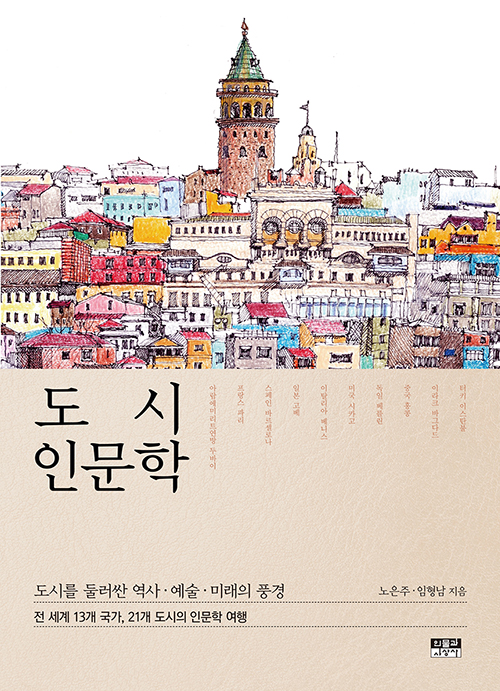 도시
인문학
터키 이스탄불
이라크 바그다드
중국 홍콩
독일 베를린
미국 시카고
이탈리아 베니스
일본 고베
스페인 바르셀로나
프랑스 파리
아랍에미리트연방 두바이
도시를 둘러싼 역사·예술·미래의 풍경
노은주·임형남 지음
전 세계 13개 국가, 21개 도시의 인문학 여행
인물과
사상사